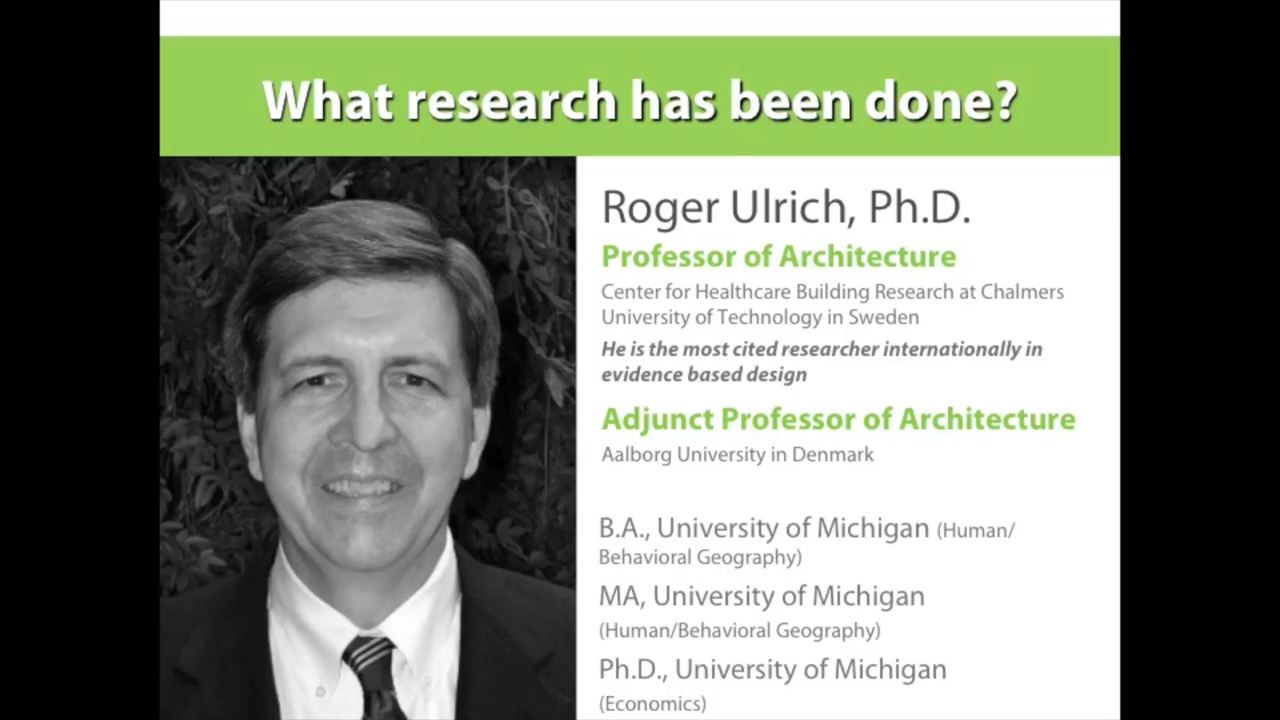 What research has been done?
Roger Ulrich, Ph.D.
Professor of Architecture
Center for Healthcare Building Research at Chalmers
University of Technology in Sweden
He is the most cited researcher internationally in
evidence based design
Adjunct Professor of Architecture
Aalborg University in Denmark
B.A., University of Michigan (Human/
Behavioral Geography)
MA, University of Michigan
(Human/Behavioral Geography)
Ph.D., University of Michigan
(Economics)